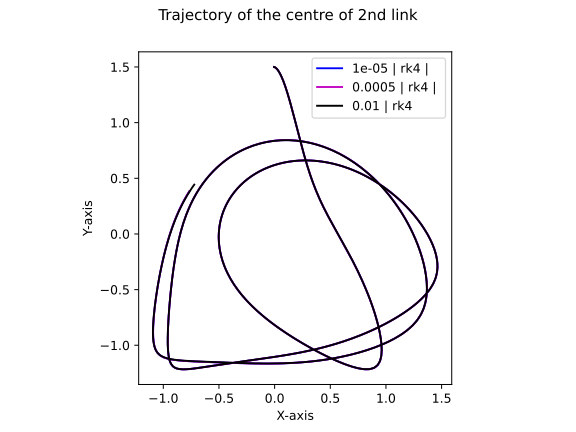 Trajectory of the centre of 2nd link
1e-05 | rk4 |
0.0005 | rk4 |
0.01 | rk4
1.5
1.0
0.5
0.0
−0.5
−1.0
Y-axis
−1.0 −0.5 0.0 0.5 1.0 1.5
X-axis